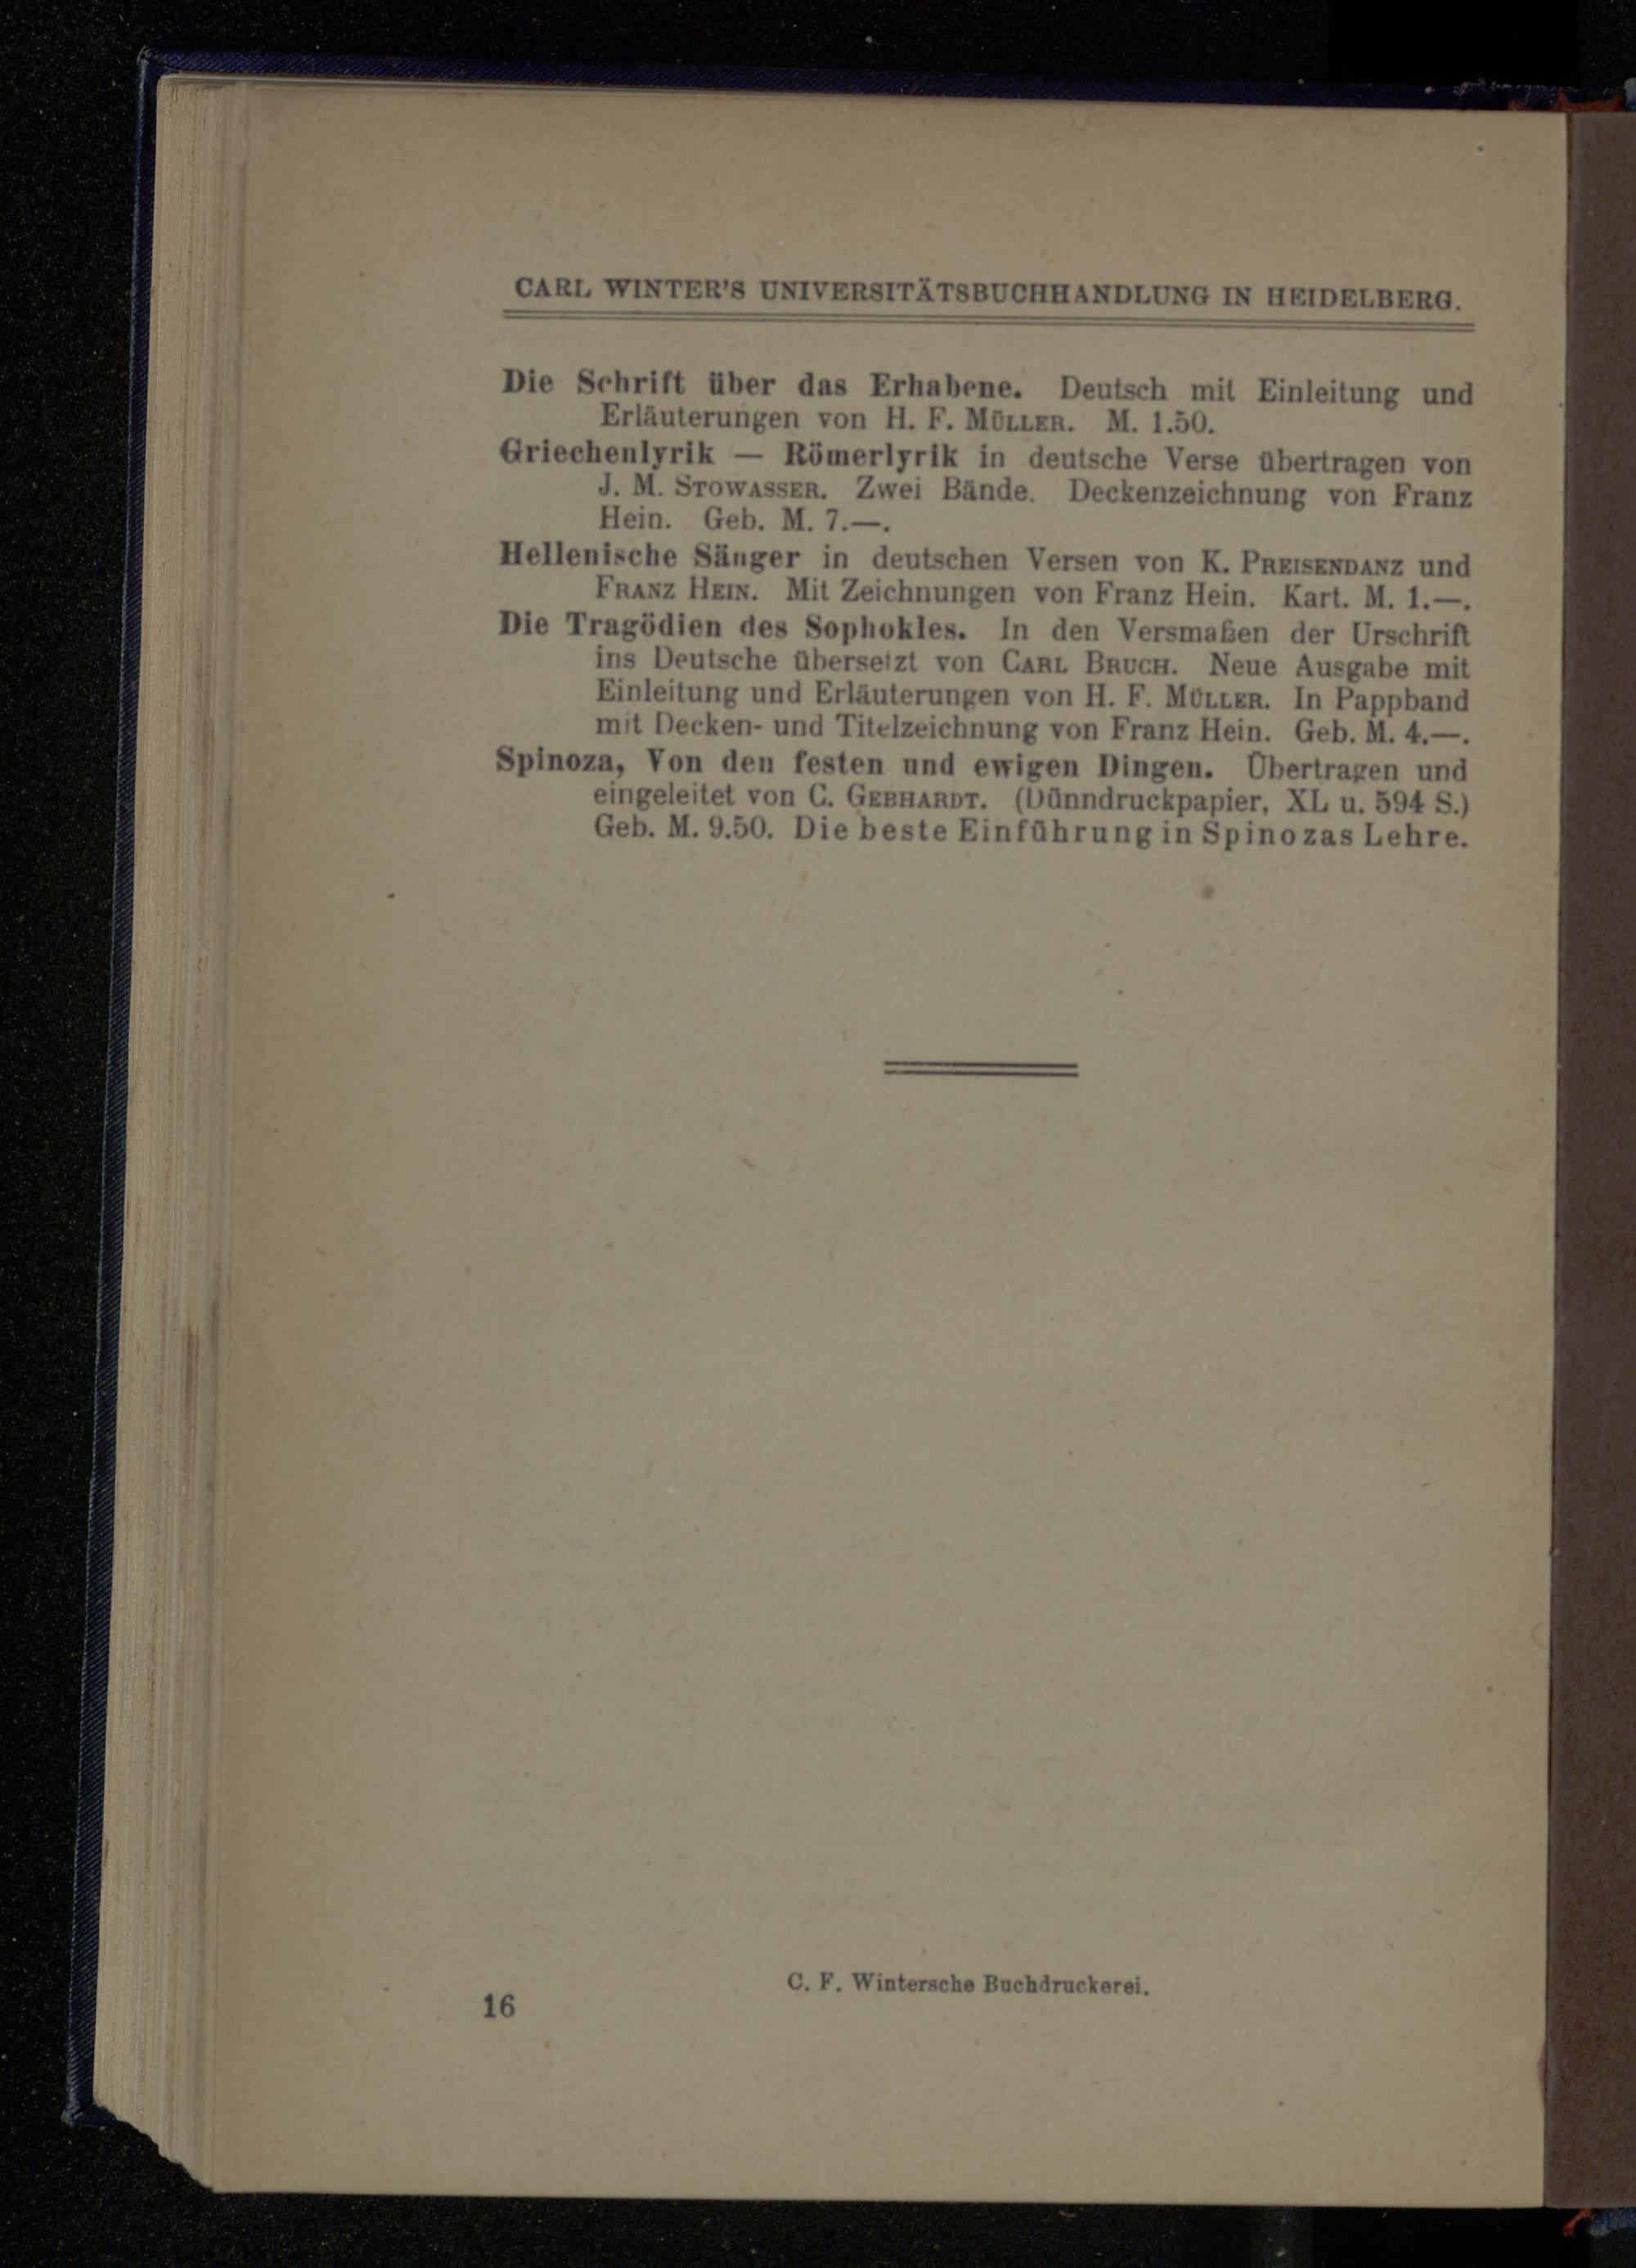 CARL WINTER'S UNIVERSITÄTSBUCHHANDLUNG IN HEIDELBERG.
Die Schrift über das Erhabene. Deutsch mit Einleitung und
Erläuterungen von H. F. MÜLLER. M. 1.50.
Griechenlyrik — Römerlyrik in deutsche Verse übertragen von
J. M. STOWASSER. Zwei Bände. Deckenzeichnung von Franz
Hein. Geb. M. 7.—.
Hellenische Sänger in deutschen Versen von K. PREISENDANZ und
FRANZ HEIN. Mit Zeichnungen von Franz Hein. Kart. M. 1.—.
Die Tragödien des Sophokles. In den Versmaßen der Urschrift
ins Deutsche übersetzt von CARL BRUCH. Neue Ausgabe mit
Einleitung und Erläuterungen von H. F. MÜLLER. In Pappband
mit Decken- und Titelzeichnung von Franz Hein. Geb. M. 4.—.
Spinoza, Von den festen und ewigen Dingen. Übertragen und
eingeleitet von C. GEBHARDT. (Dünndruckpapier, XL u. 594 S.)
Geb. M. 9.50. Die beste Einführung in Spinozas Lehre.
C. F. Wintersche Buchdruckerei.
16